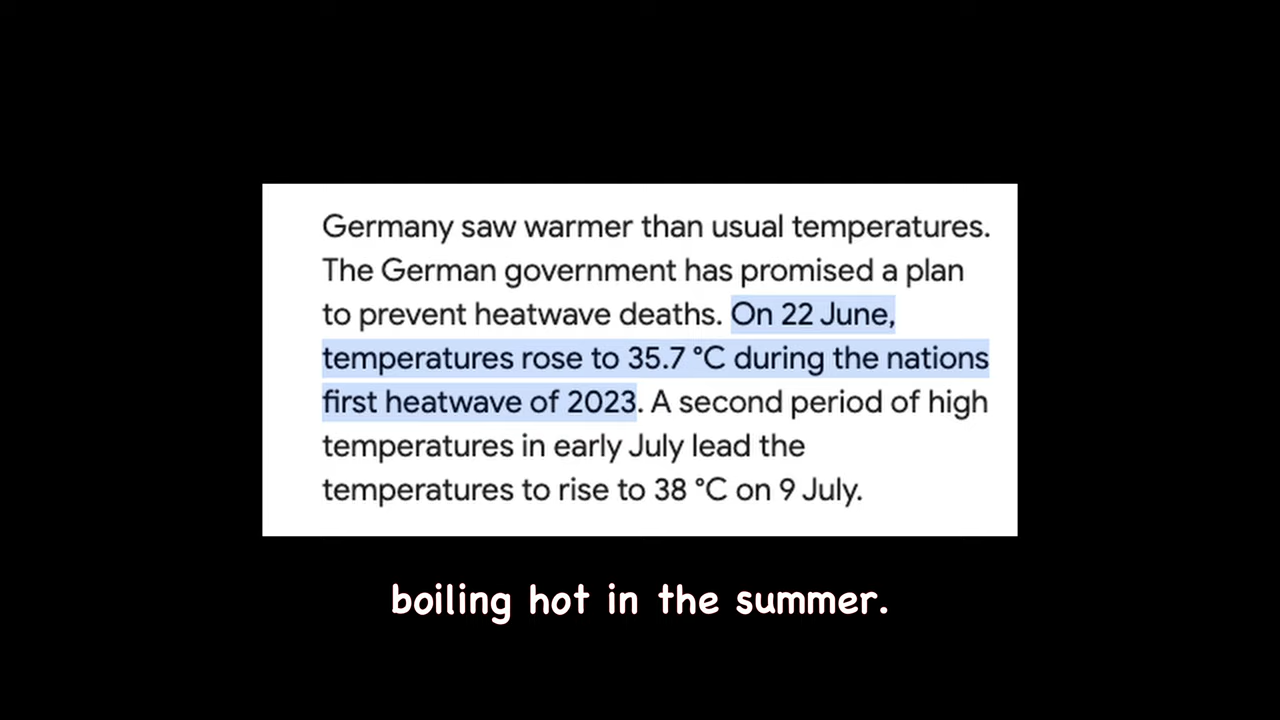 Germany saw warmer than usual temperatures.
The German government has promised a plan
to prevent heatwave deaths. On 22 June,
temperatures rose to 35.7 °C during the nations
first heatwave of 2023. A second period of high
temperatures in early July lead the
temperatures to rise to 38 °C on 9 July.
boiling hot in the summer.